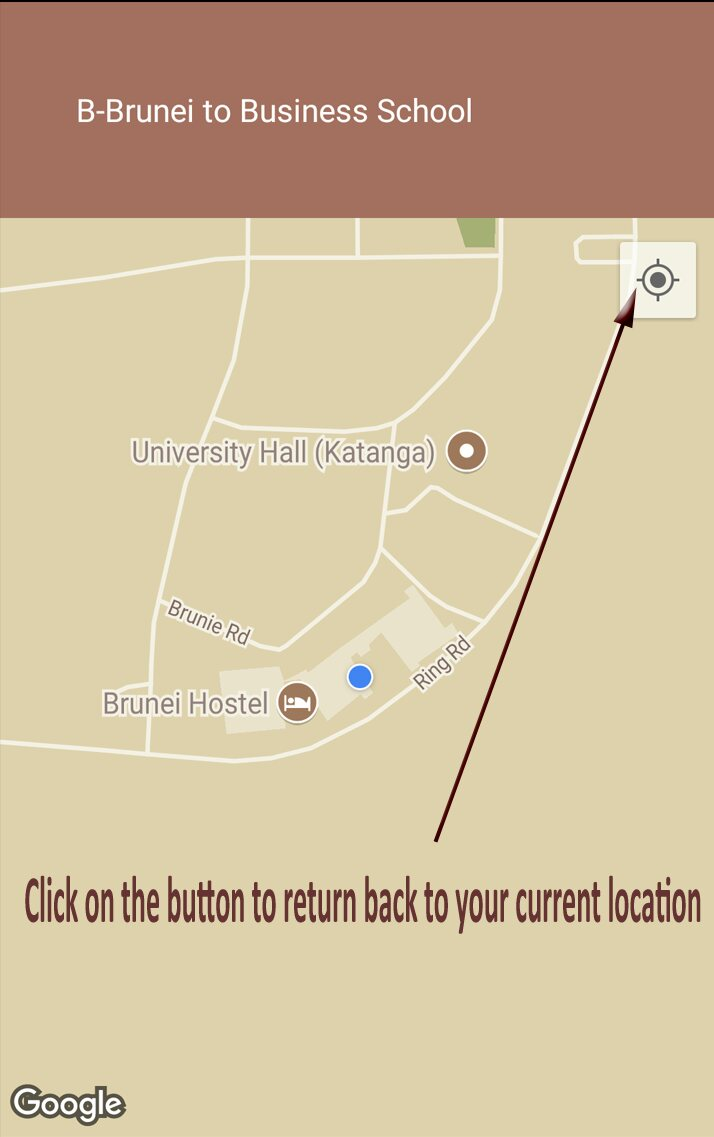 B-Brunei to Business School
University Hall (Katanga)
Brunie Rd
Ring Rd
Brunei Hostel
Click on the button to return back to your current location
Google